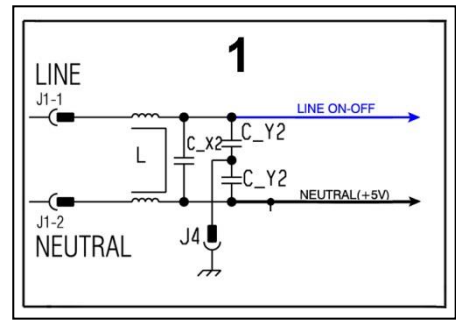 1
LINE
J1-1
LINE ON-OFF
C_Y2
C_X2
L
C_Y2
NEUTRAL(+5V)
J1-2
J4
NEUTRAL